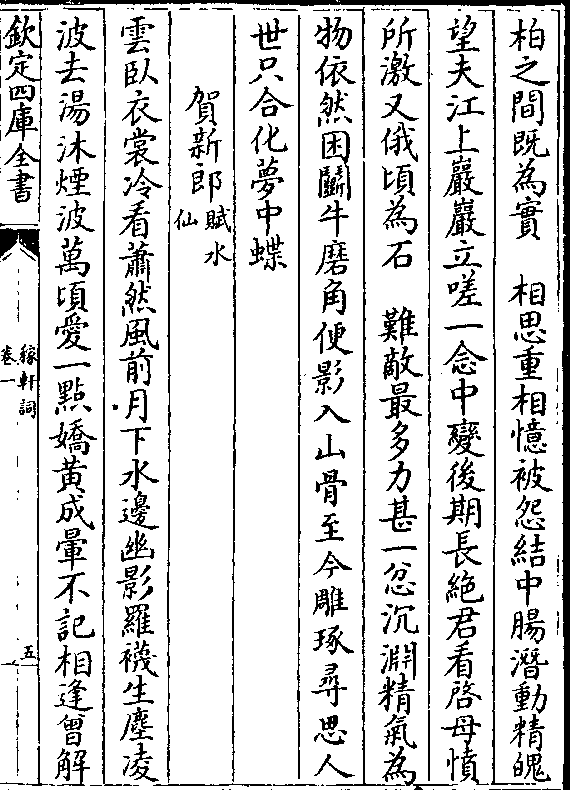 柏之間既為實　相思重相憶被怨結中腸潛動精魄
望夫江上巖巖立嗟一念中變後期長絕君看啓母憤
所激又俄頃為石　難敵最多力甚一忿沉淵精氣為
物依然困鬭牛磨角便影入山骨至今雕琢尋思人
世只合化夢中蝶
賀新郎賦水仙
雲臥衣裳冷看蕭然風前月下水邊幽影羅襪生塵凌
波去湯沐煙波萬頃愛一點嬌黃成暈不記相逢曾解
欽定四庫全書
稼軒詞
卷一
五